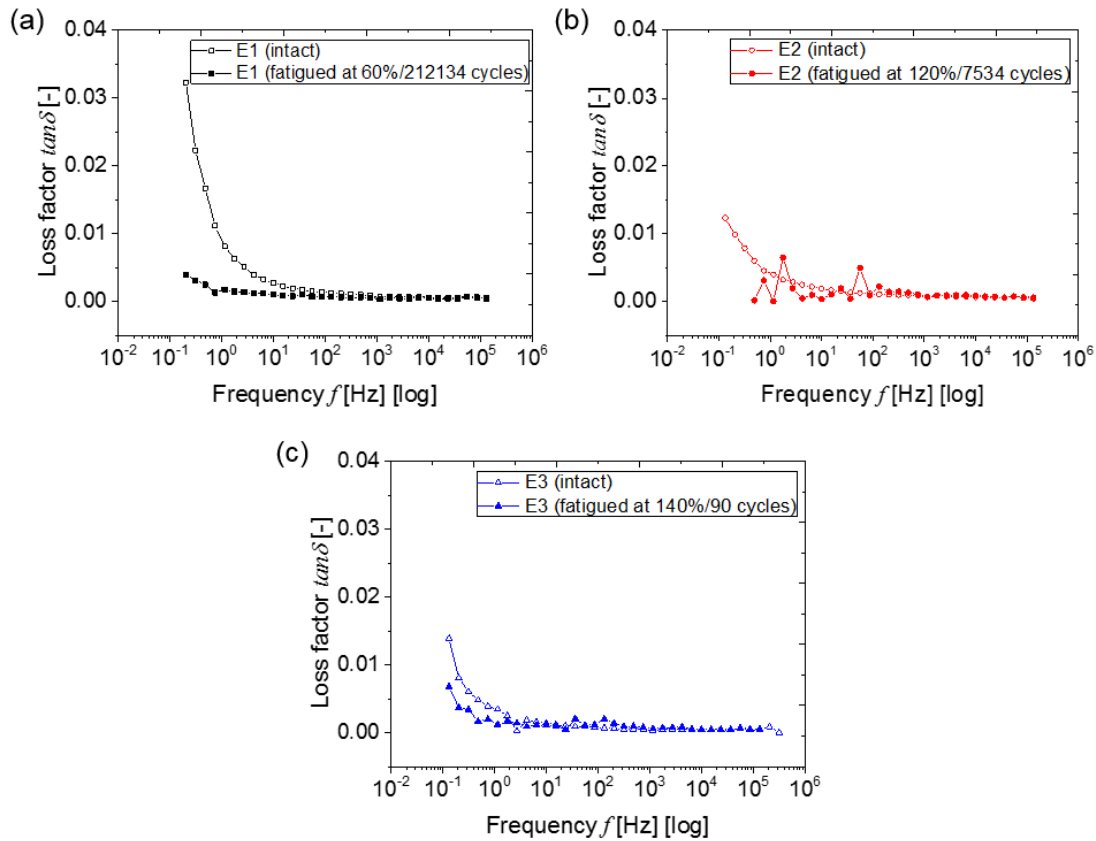 (a)
0.04
0.03
0.02
0.01
0.00
Loss factor tanδ [-]
E1 (intact)
E1 (fatigued at 60%/212134 cycles)
10-2 10-1 100 101 102 103 104 105 106
Frequency f [Hz] [log]
(b)
0.04
0.03
0.02
0.01
0.00
Loss factor tanδ [-]
E2 (intact)
E2 (fatigued at 120%/7534 cycles)
10-2 10-1 100 101 102 103 104 105 106
Frequency f [Hz] [log]
(c)
0.04
0.03
0.02
0.01
0.00
Loss factor tanδ [-]
E3 (intact)
E3 (fatigued at 140%/90 cycles)
10-2 10-1 100 101 102 103 104 105 106
Frequency f [Hz] [log]